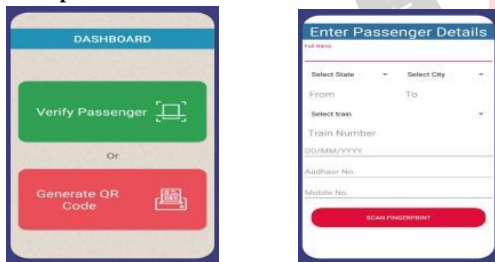 DASHBOARD
Verify Passenger
Or
Generate QR
Code
Enter Passenger Details
Full Name
Select State
Select City
From
To
Select train
Train Number
DD/MM/YYYY
Aadhaar No.
Mobile No.
SCAN FINGERPRINT